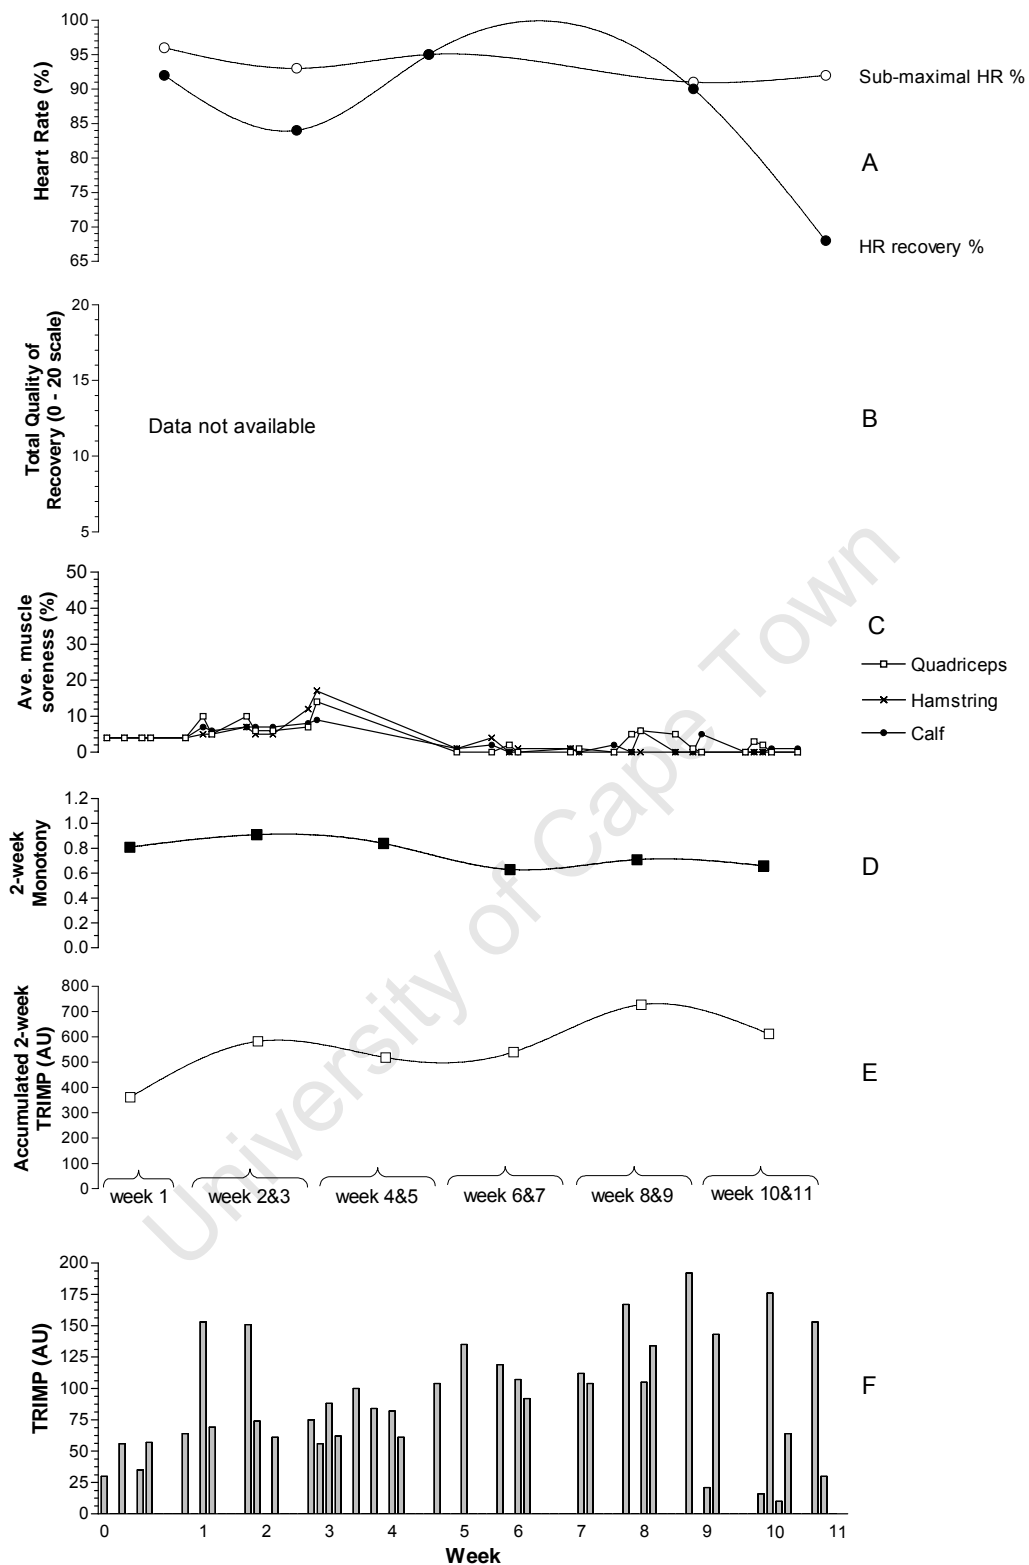 100
95
90
85
80
75
70
65
Heart Rate (%)
Sub-maximal HR %
A
HR recovery %
20
15
10
5
Total Quality of
Recovery (0 - 20 scale)
Data not available
B
50
40
30
20
10
0
Ave. muscle
soreness (%)
C
Quadriceps
Hamstring
Calf
1.2
1.0
0.8
0.6
0.4
0.2
0.0
2-week
Monotony
D
800
700
600
500
400
300
200
100
0
Accumulated 2-week
TRIMP (AU)
E
week 1 week 2&3 week 4&5 week 6&7 week 8&9 week 10&11
200
175
150
125
100
75
50
25
0
TRIMP (AU)
F
0 1 2 3 4 5 6 7 8 9 10 11
Week
University of Cape Town